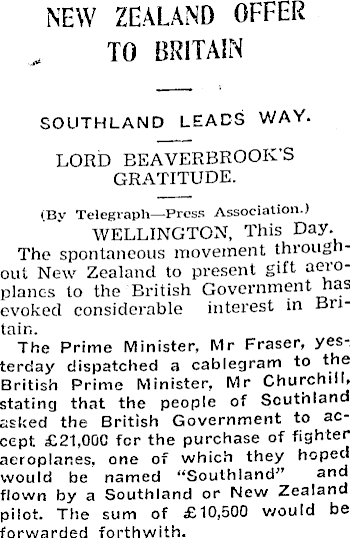 NEW ZEALAND OFFER
TO BRITAIN
SOUTHLAND LEADS WAY.
LORD BEAVERBROOK'S
GRATITUDE.
(By Telegraph—Press Association.)
WELLINGTON, This Day.
The spontaneous movement through-
out New Zealand to present gift aero-
planes to the British Government has
evoked considerable interest in Bri-
tain.
The Prime Minister, Mr Fraser, yes-
terday dispatched a cablegram to the
British Prime Minister, Mr Churchill,
stating that the people of Southland
asked the British Government to ac-
cept £21,000 for the purchase of fighter
aeroplanes, one of which they hoped
would be named "Southland" and
flown by a Southland or New Zealand
pilot. The sum of £10,500 would be
forwarded forthwith.